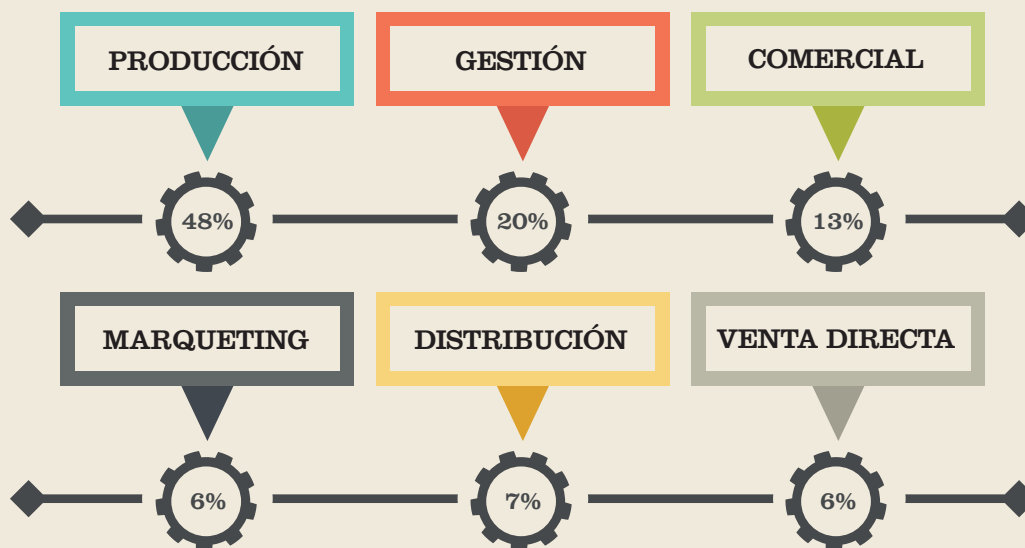 PRODUCCIÓN
GESTIÓN
COMERCIAL
48%
20%
13%
MARQUETING
DISTRIBUCIÓN
VENTA DIRECTA
6%
7%
6%